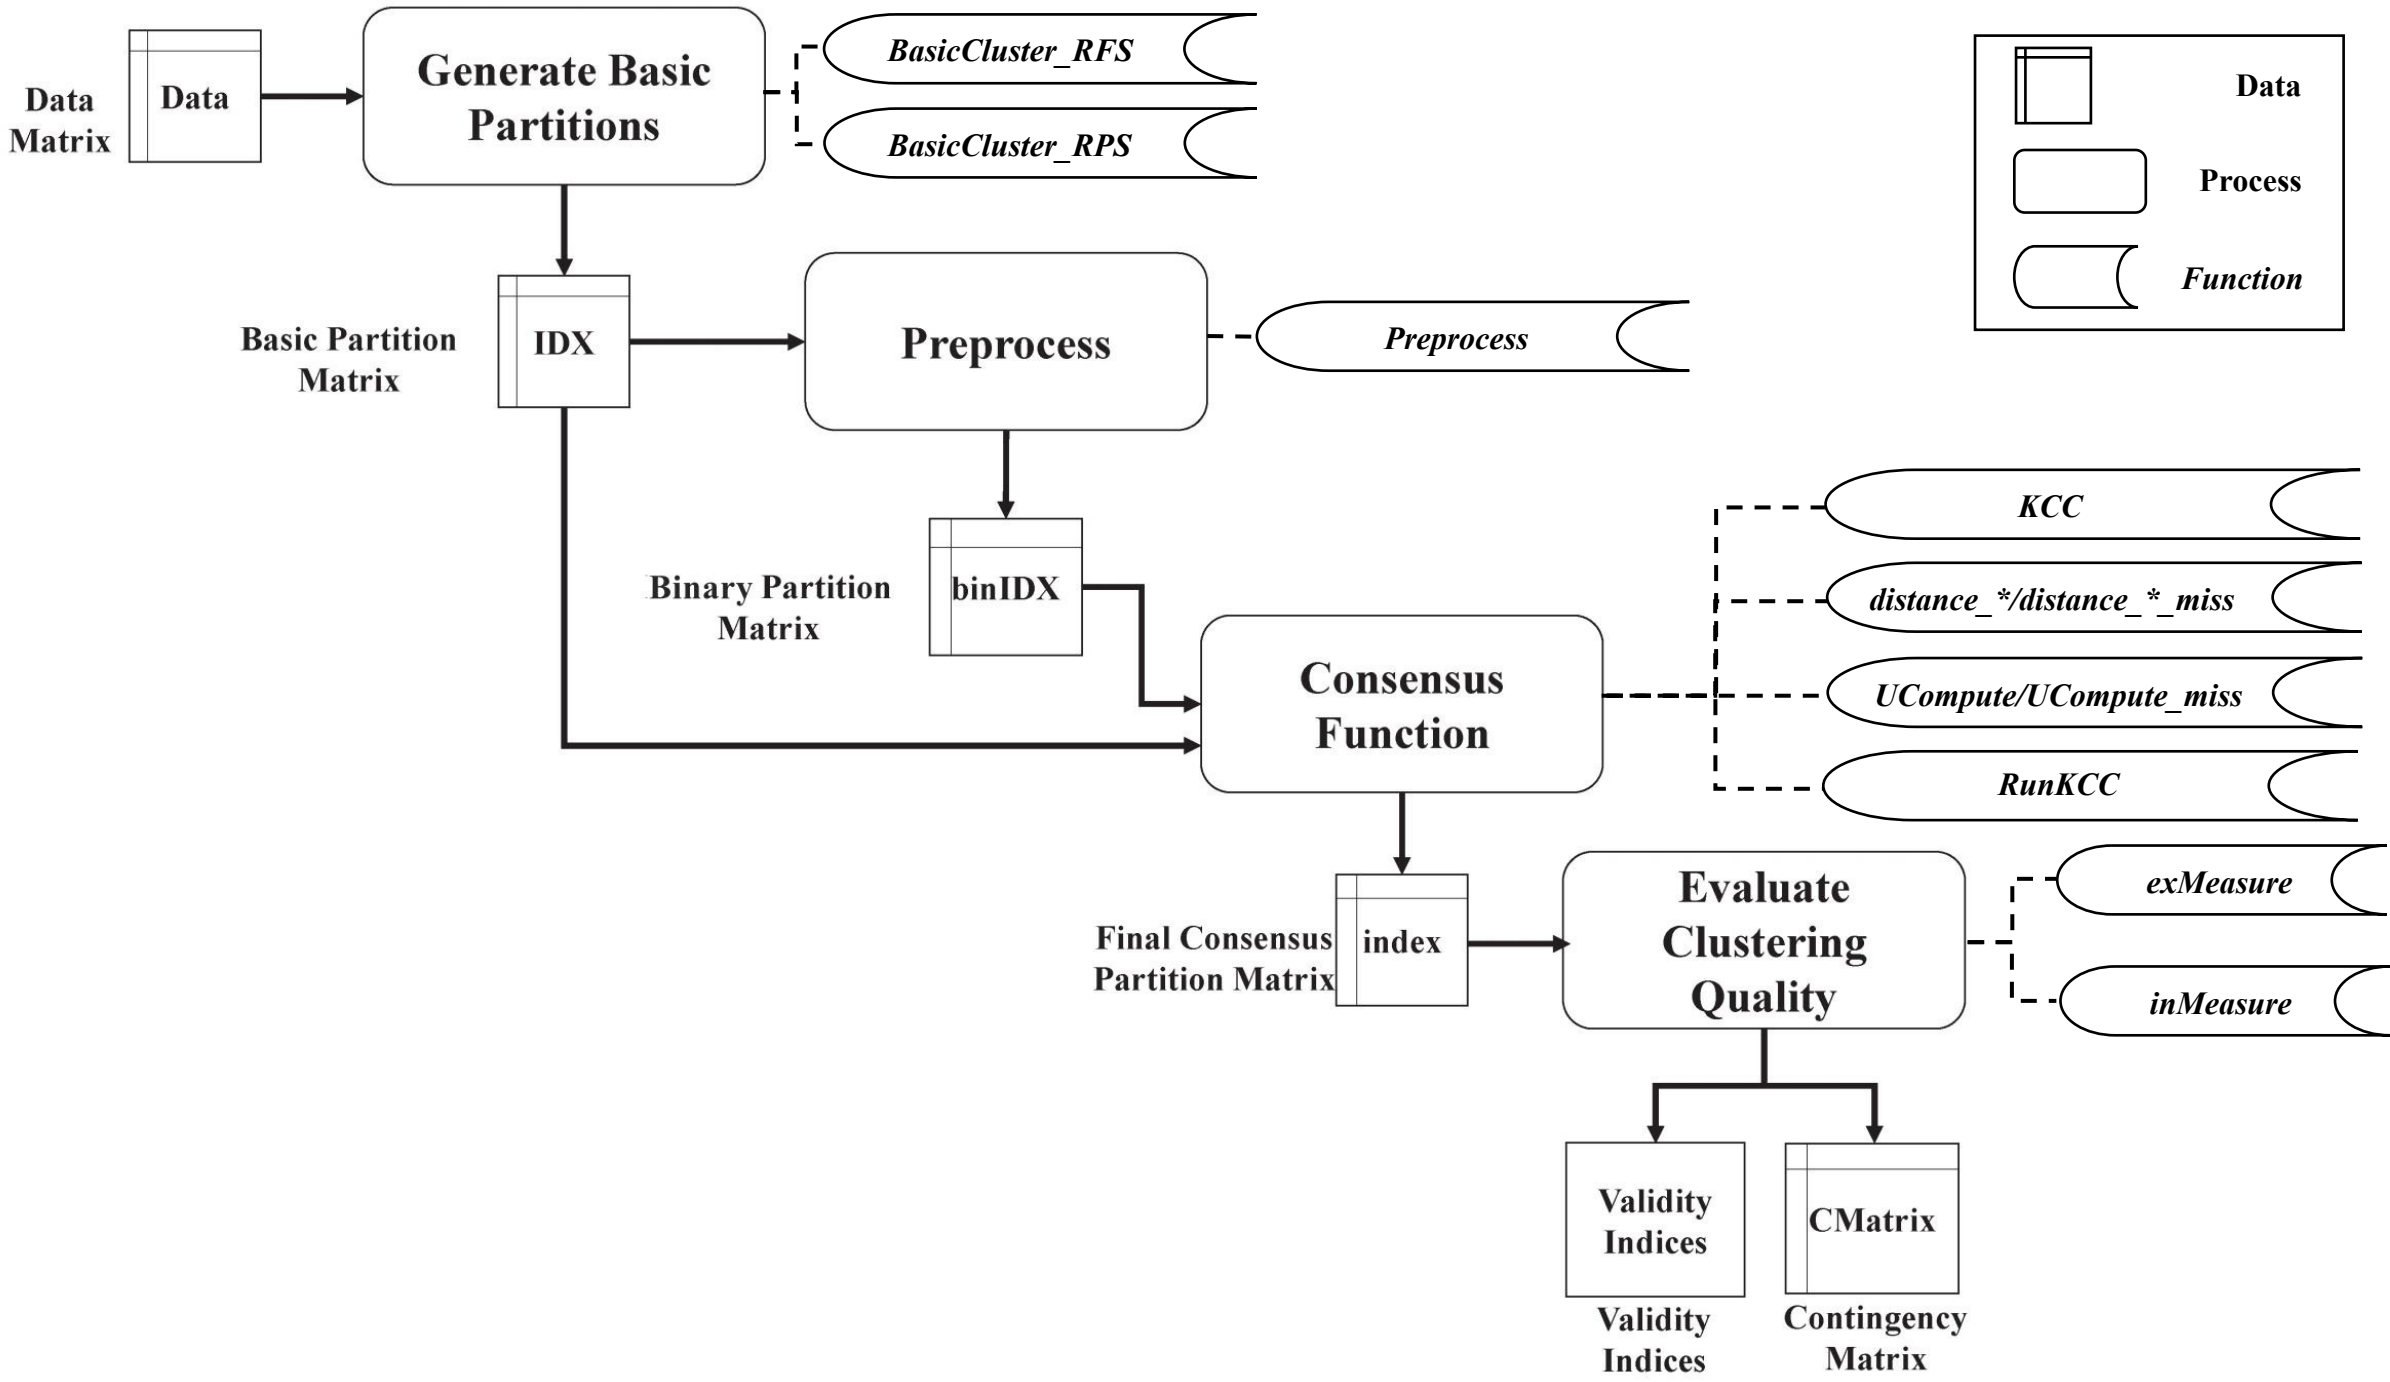 Data
Matrix
Data
Generate Basic
Partitions
BasicCluster_RFS
BasicCluster_RPS
Data
Process
Function
Basic Partition
Matrix
IDX
Preprocess
Preprocess
Binary Partition
Matrix
binIDX
Consensus
Function
KCC
distance_*/distance_*_miss
UCompute/UCompute_miss
RunKCC
Final Consensus
Partition Matrix
index
Evaluate
Clustering
Quality
exMeasure
inMeasure
Validity
Indices
CMatrix
Validity
Indices
Contingency
Matrix